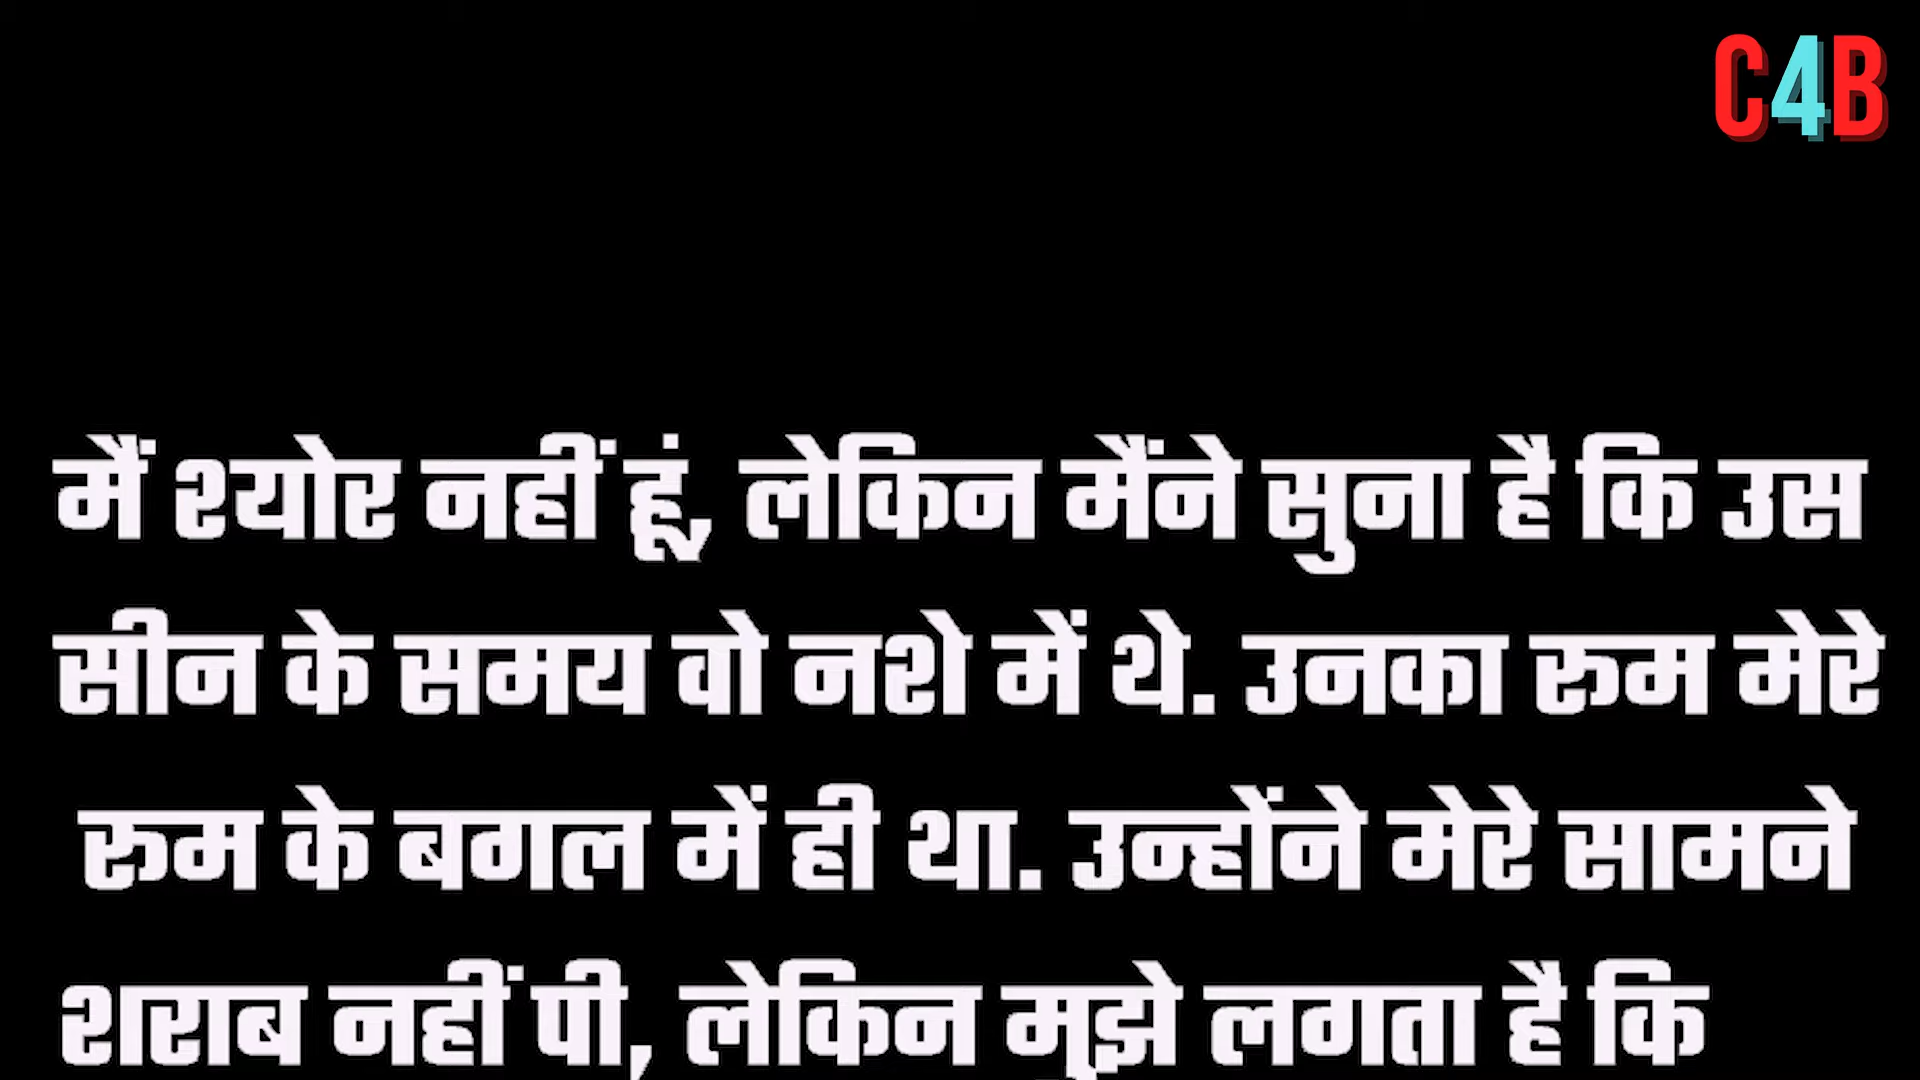 C4B
मैं श्योर नहीं हूं, लेकिन मैंने सुना है कि उस
सीन के समय वो नशे में थे. उनका रूम मेरे
रूम के बगल में ही था. उन्होंने मेरे सामने
शराब नहीं पी, लेकिन मुझे लगता है कि